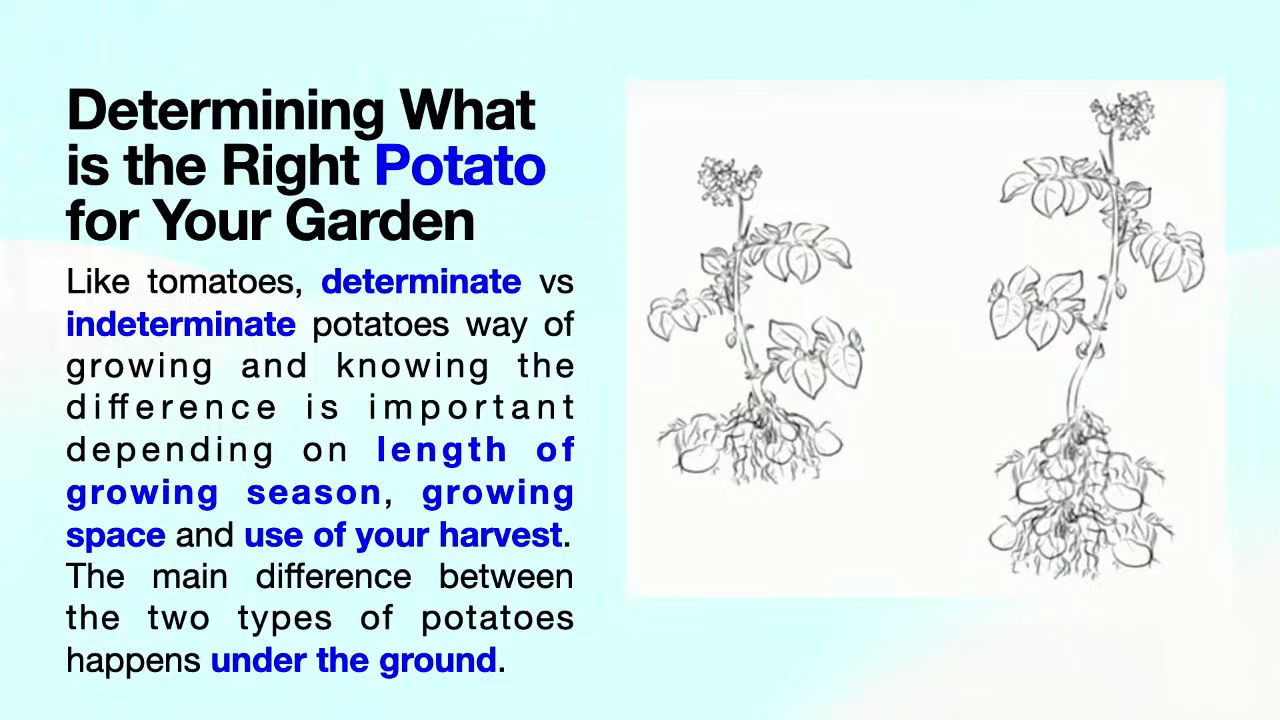 Determining What
is the Right Potato
for Your Garden
Like tomatoes, determinate vs
indeterminate potatoes way of
growing and knowing the
difference is important
depending on length of
growing season, growing
space and use of your harvest.
The main difference between
the two types of potatoes
happens under the ground.